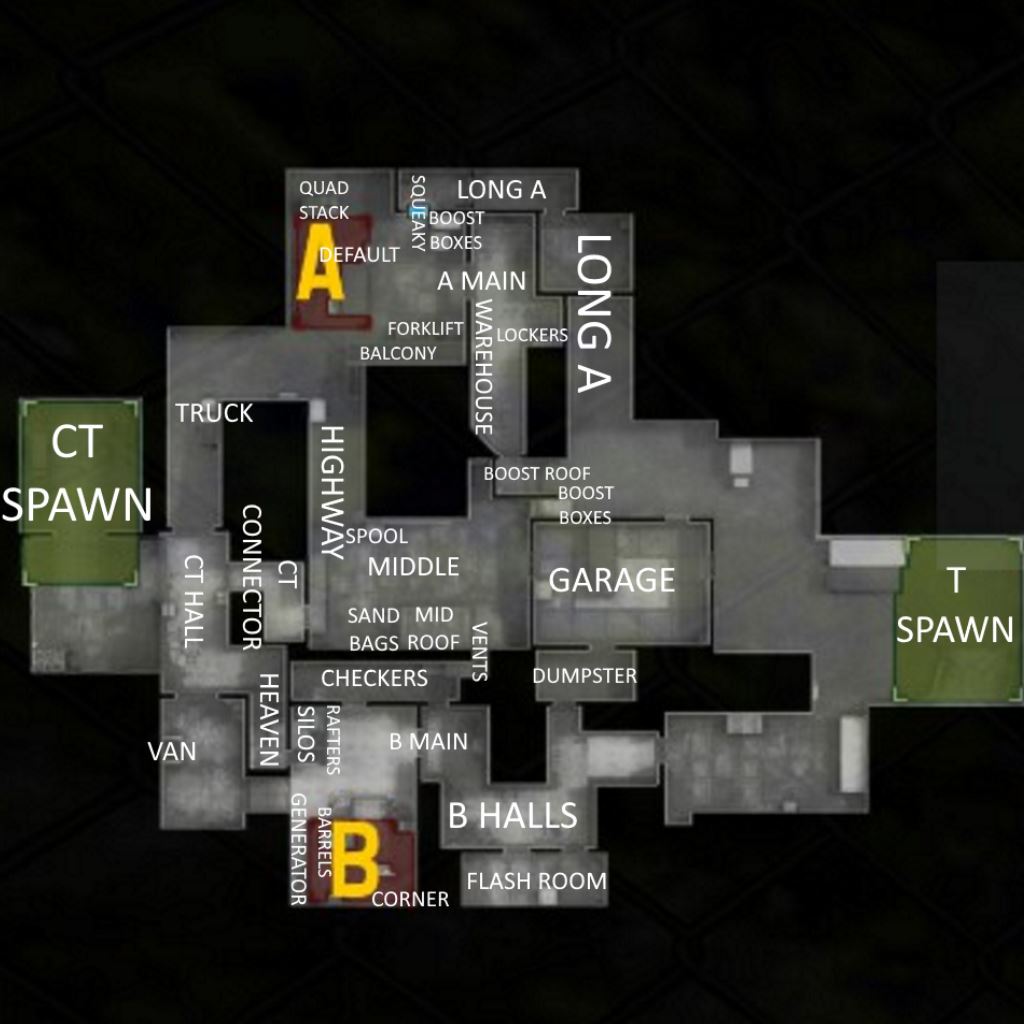 QUAD
STACK
SQUEAKY
LONG A
BOOST
BOXES
A
DEFAULT
A MAIN
LONG A
FORKLIFT
WAREHOUSE
LOCKERS
BALCONY
TRUCK
CT
SPAWN
HIGHWAY
BOOST ROOF
BOOST
BOXES
CONNECTOR
SPOOL
MIDDLE
GARAGE
T
SPAWN
CT HALL
CT
SAND
BAGS
MID
ROOF
VENTS
CHECKERS
DUMPSTER
HEAVEN
SILOS
RAFTERS
B MAIN
VAN
GENERATOR
BARRELS
B
B HALLS
CORNER
FLASH ROOM